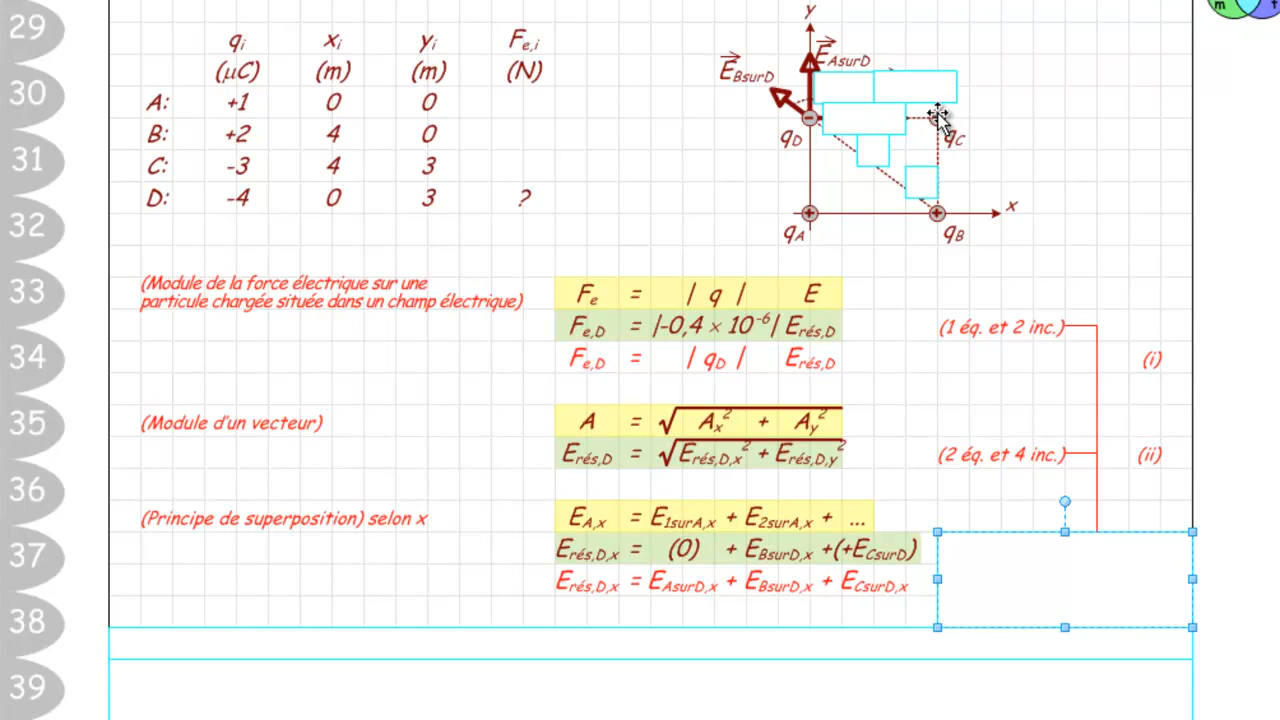 29
30
31
32
33
34
35
36
37
38
39
qi xi yi Fe,i
(μC) (m) (m) (N)
A: +1 0 0
B: +2 4 0
C: -3 4 3
D: -4 0 3 ?
y
EAsurD
EBsurD
qD
qC
x
qA
qB
(Module de la force électrique sur une
particule chargée située dans un champ électrique)
Fe = | q | E
Fe,D = |-0,4 × 10-6| Erés,D (1 éq. et 2 inc.)
Fe,D = | qD | Erés,D (i)
(Module d'un vecteur) A = √Ax2 + Ay2
Erés,D = √Erés,D,x2 + Erés,D,y2 (2 éq. et 4 inc.) (ii)
(Principe de superposition) selon x EA,x = E1surA,x + E2surA,x + ...
Erés,D,x = (0) + EBsurD,x +(+ECsurD)
Erés,D,x = EAsurD,x + EBsurD,x + ECsurD,x
m